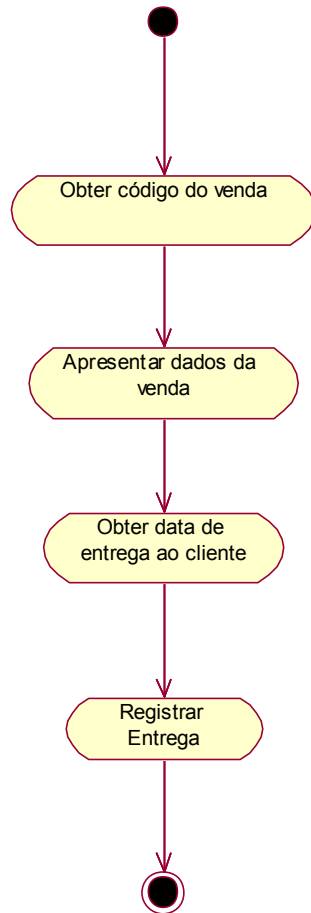 Obter código do venda
Apresentar dados da
venda
Obter data de
entrega ao cliente
Registrar
Entrega